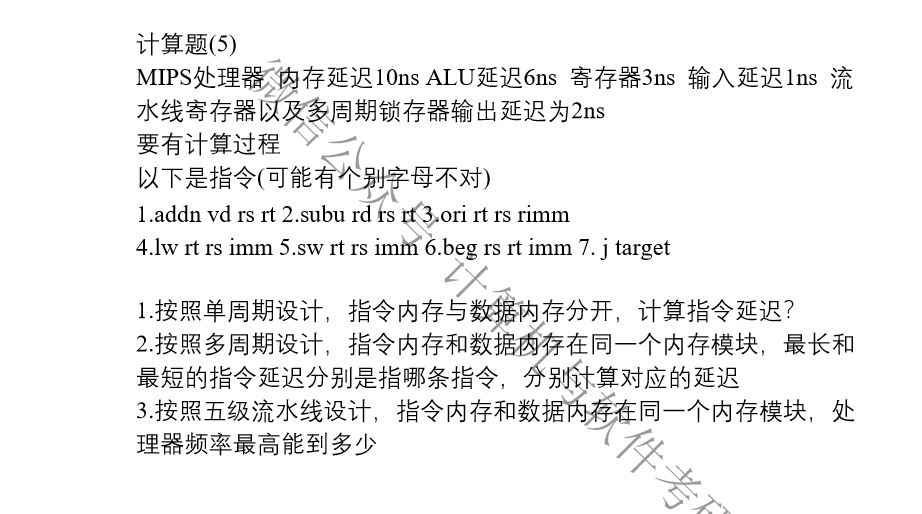 计算题(5)
MIPS处理器 内存延迟10ns ALU延迟6ns 寄存器3ns 输入延迟1ns 流
水线寄存器以及多周期锁存器输出延迟为2ns
要有计算过程
以下是指令(可能有个别字母不对)
1.addn vd rs rt 2.subu rd rs rt 3.ori rt rs rimm
4.lw rt rs imm 5.sw rt rs imm 6.beg rs rt imm 7. j target
1.按照单周期设计，指令内存与数据内存分开，计算指令延迟?
2.按照多周期设计，指令内存和数据内存在同一个内存模块，最长和
最短的指令延迟分别是指哪条指令，分别计算对应的延迟
3.按照五级流水线设计，指令内存和数据内存在同一个内存模块，处
理器频率最高能到多少
微信公众号 计算机与软件考研